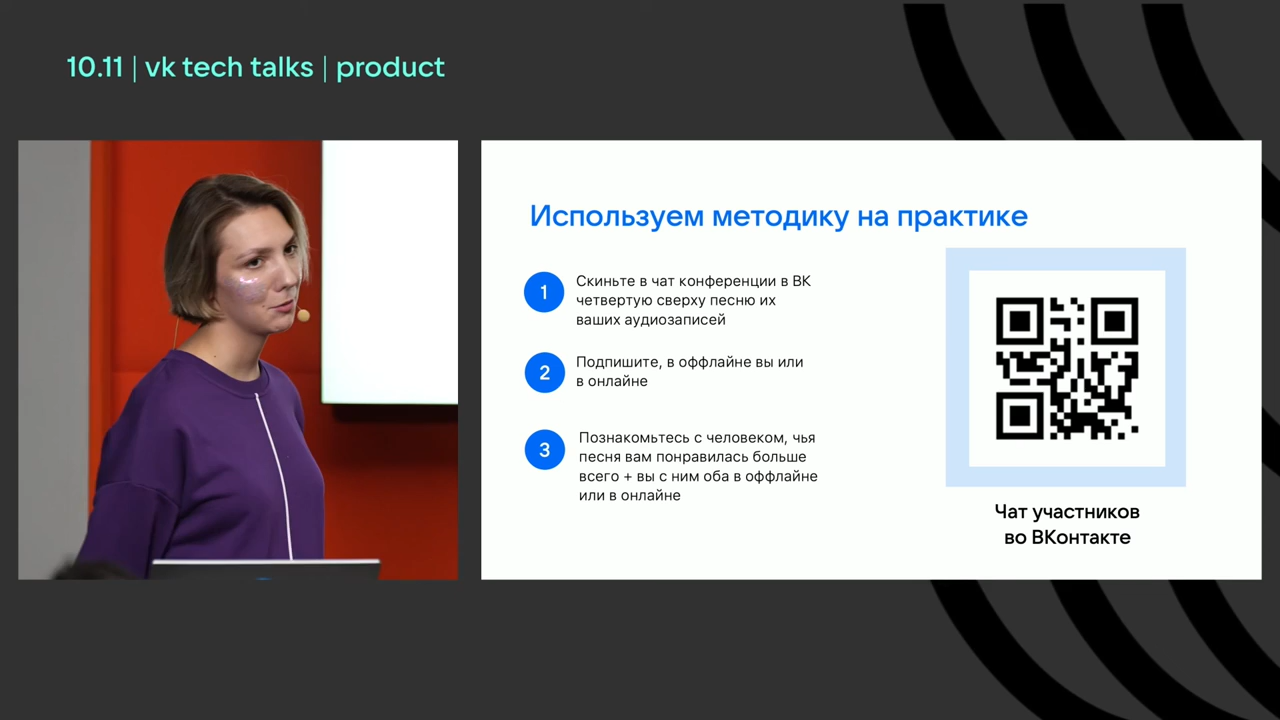 10.11 | vk tech talks | product
Используем методику на практике
1
Скиньте в чат конференции в ВК
четвертую сверху песню их
ваших аудиозаписей
2
Подпишите, в оффлайне вы или
в онлайне
3
Познакомьтесь с человеком, чья
песня вам понравилась больше
всего + вы с ним оба в оффлайне
или в онлайне
Чат участников
во ВКонтакте